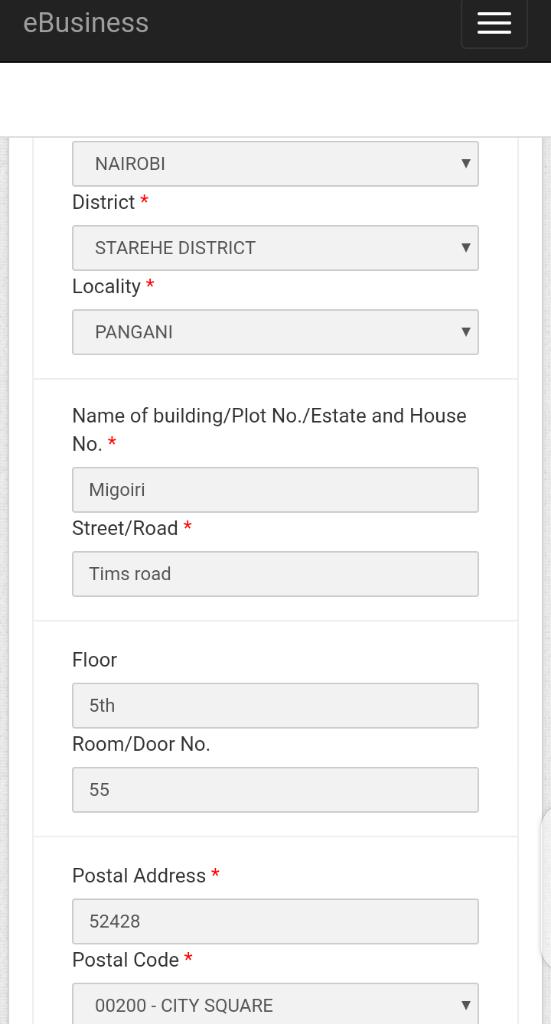 eBusiness
NAIROBI
District *
STAREHE DISTRICT
Locality *
PANGANI
Name of building/Plot No./Estate and House
No. *
Migoiri
Street/Road *
Tims road
Floor
5th
Room/Door No.
55
Postal Address *
52428
Postal Code *
00200 - CITY SQUARE